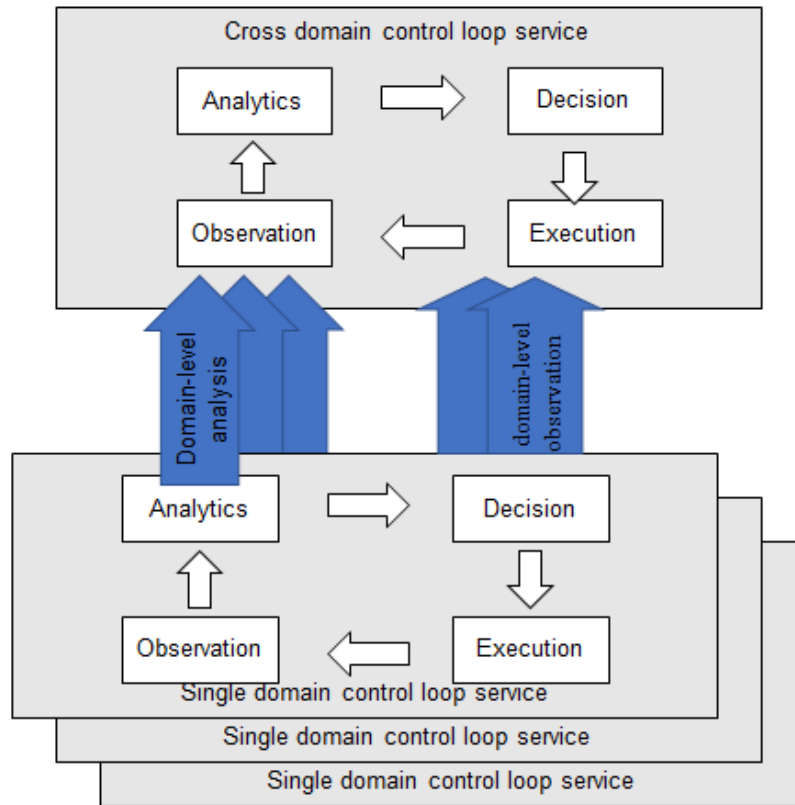 Cross domain control loop service
Analytics
Decision
Observation
Execution
Domain-level
analysis
domain-level
observation
Analytics
Decision
Observation
Execution
Single domain control loop service
Single domain control loop service
Single domain control loop service